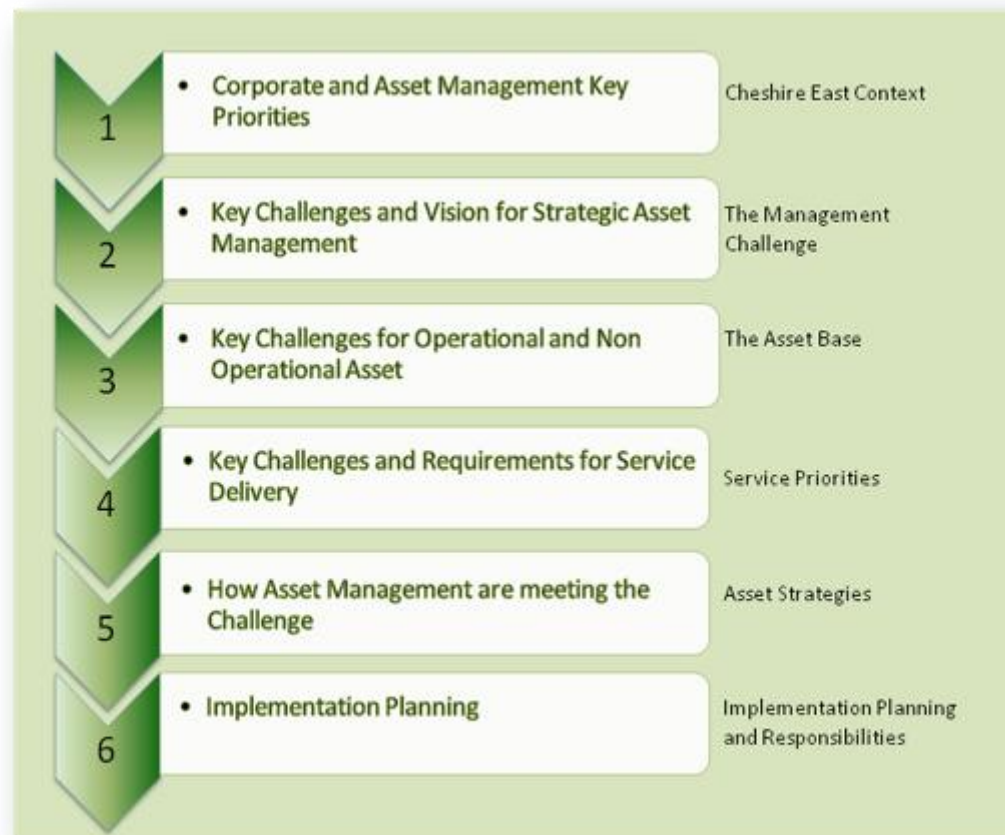 1
• Corporate and Asset Management Key
Priorities
Cheshire East Context
2
• Key Challenges and Vision for Strategic Asset
Management
The Management
Challenge
3
• Key Challenges for Operational and Non
Operational Asset
The Asset Base
4
• Key Challenges and Requirements for Service
Delivery
Service Priorities
5
• How Asset Management are meeting the
Challenge
Asset Strategies
6
• Implementation Planning
Implementation Planning
and Responsibilities